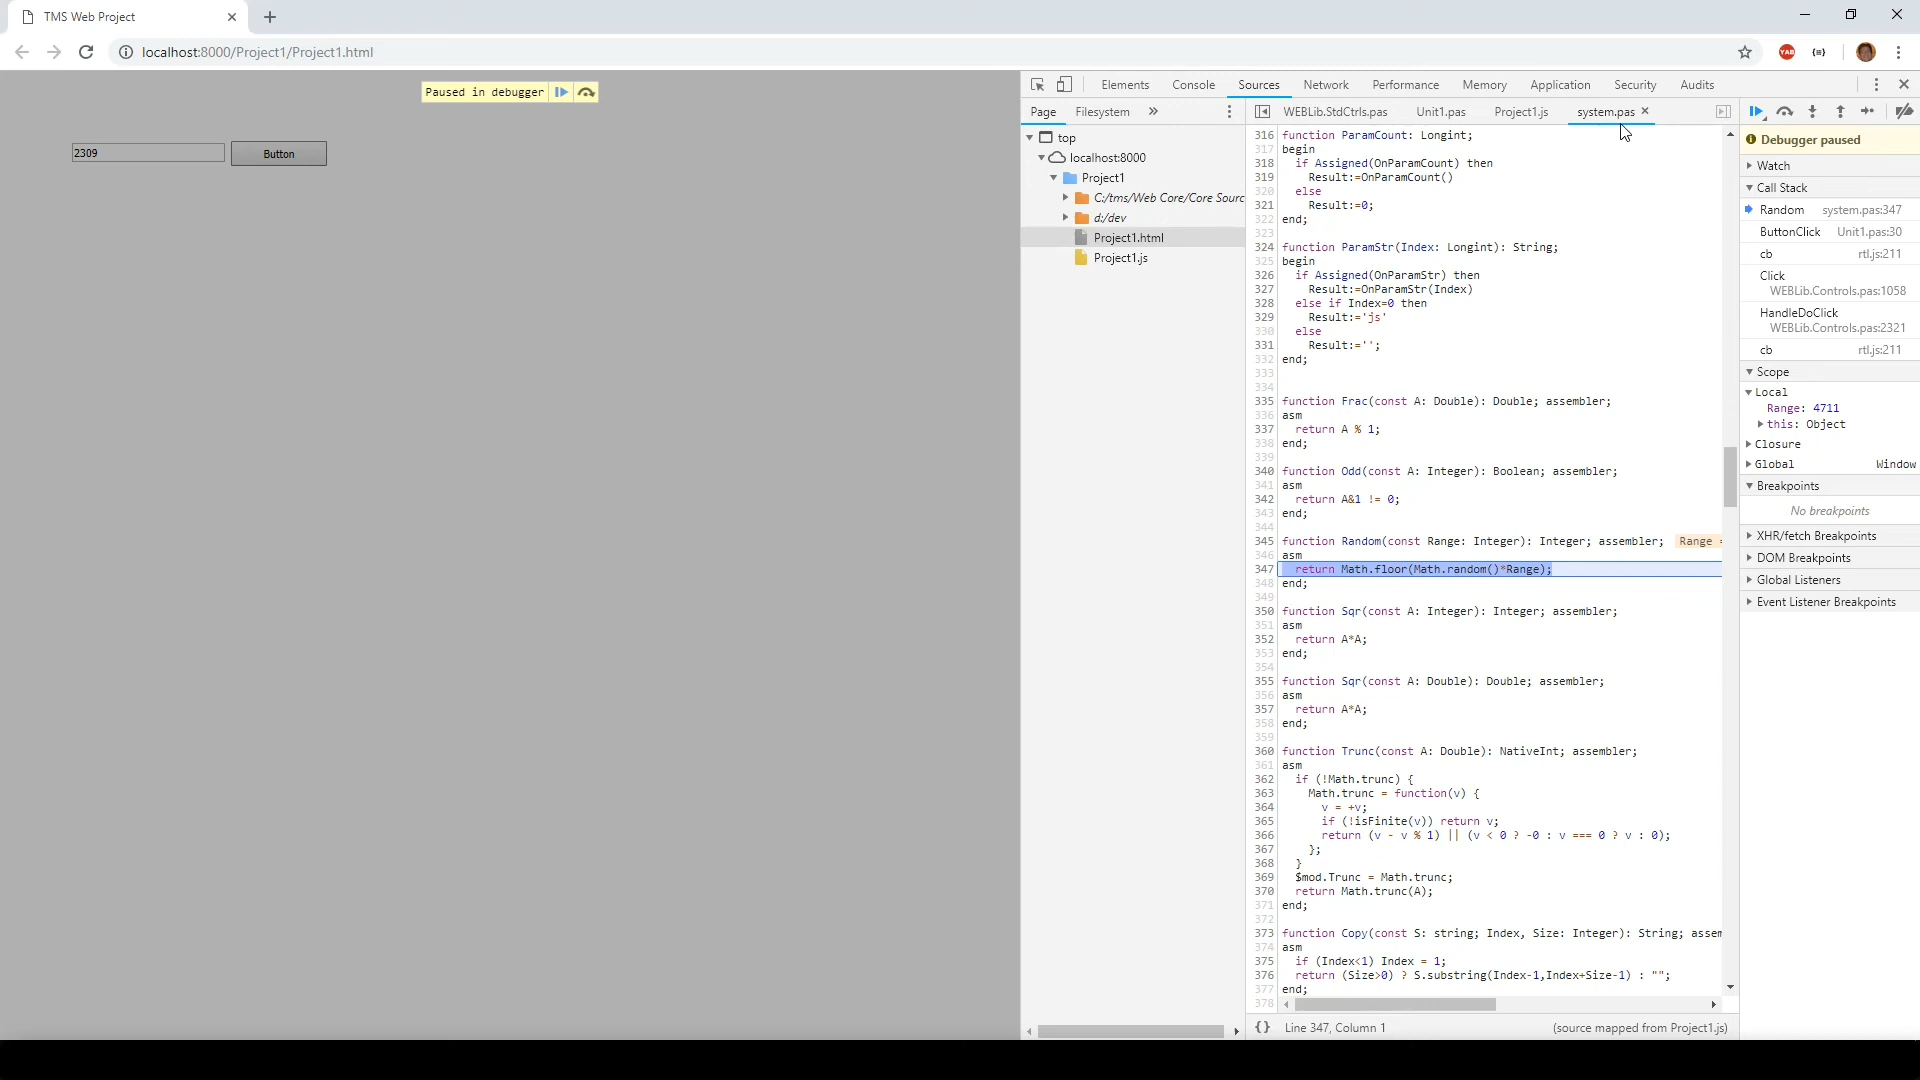 TMS Web Project
localhost:8000/Project1/Project1.html
YAB
Paused in debugger
2309
Button
Elements Console Sources Network Performance Memory Application Security Audits
Page Filesystem »
top
localhost:8000
Project1
C:/tms/Web Core/Core Sourc
d:/dev
Project1.html
Project1.js
WEBLib.StdCtrls.pas Unit1.pas Project1.js system.pas
316 function ParamCount: Longint;
317 begin
318 if Assigned(OnParamCount) then
319 Result:=OnParamCount()
320 else
321 Result:=0;
322 end;
323
324 function ParamStr(Index: Longint): String;
325 begin
326 if Assigned(OnParamStr) then
327 Result:=OnParamStr(Index)
328 else if Index=0 then
329 Result:='js'
330 else
331 Result:='';
332 end;
333
334
335 function Frac(const A: Double): Double; assembler;
336 asm
337 return A % 1;
338 end;
339
340 function Odd(const A: Integer): Boolean; assembler;
341 asm
342 return A&1 != 0;
343 end;
344
345 function Random(const Range: Integer): Integer; assembler; Range =
346 asm
347 return Math.floor(Math.random()*Range);
348 end;
349
350 function Sqr(const A: Integer): Integer; assembler;
351 asm
352 return A*A;
353 end;
354
355 function Sqr(const A: Double): Double; assembler;
356 asm
357 return A*A;
358 end;
359
360 function Trunc(const A: Double): NativeInt; assembler;
361 asm
362 if (!Math.trunc) {
363 Math.trunc = function(v) {
364 v = +v;
365 if (!isFinite(v)) return v;
366 return (v - v % 1) || (v < 0 ? -0 : v === 0 ? v : 0);
367 };
368 }
369 $mod.Trunc = Math.trunc;
370 return Math.trunc(A);
371 end;
372
373 function Copy(const S: string; Index, Size: Integer): String; assem
374 asm
375 if (Index<1) Index = 1;
376 return (Size>0) ? S.substring(Index-1,Index+Size-1) : "";
377 end;
378
{} Line 347, Column 1 (source mapped from Project1.js)
Debugger paused
Watch
Call Stack
Random system.pas:347
ButtonClick Unit1.pas:30
cb rtl.js:211
Click
WEBLib.Controls.pas:1058
HandleDoClick
WEBLib.Controls.pas:2321
cb rtl.js:211
Scope
Local
Range: 4711
this: Object
Closure
Global Window
Breakpoints
No breakpoints
XHR/fetch Breakpoints
DOM Breakpoints
Global Listeners
Event Listener Breakpoints